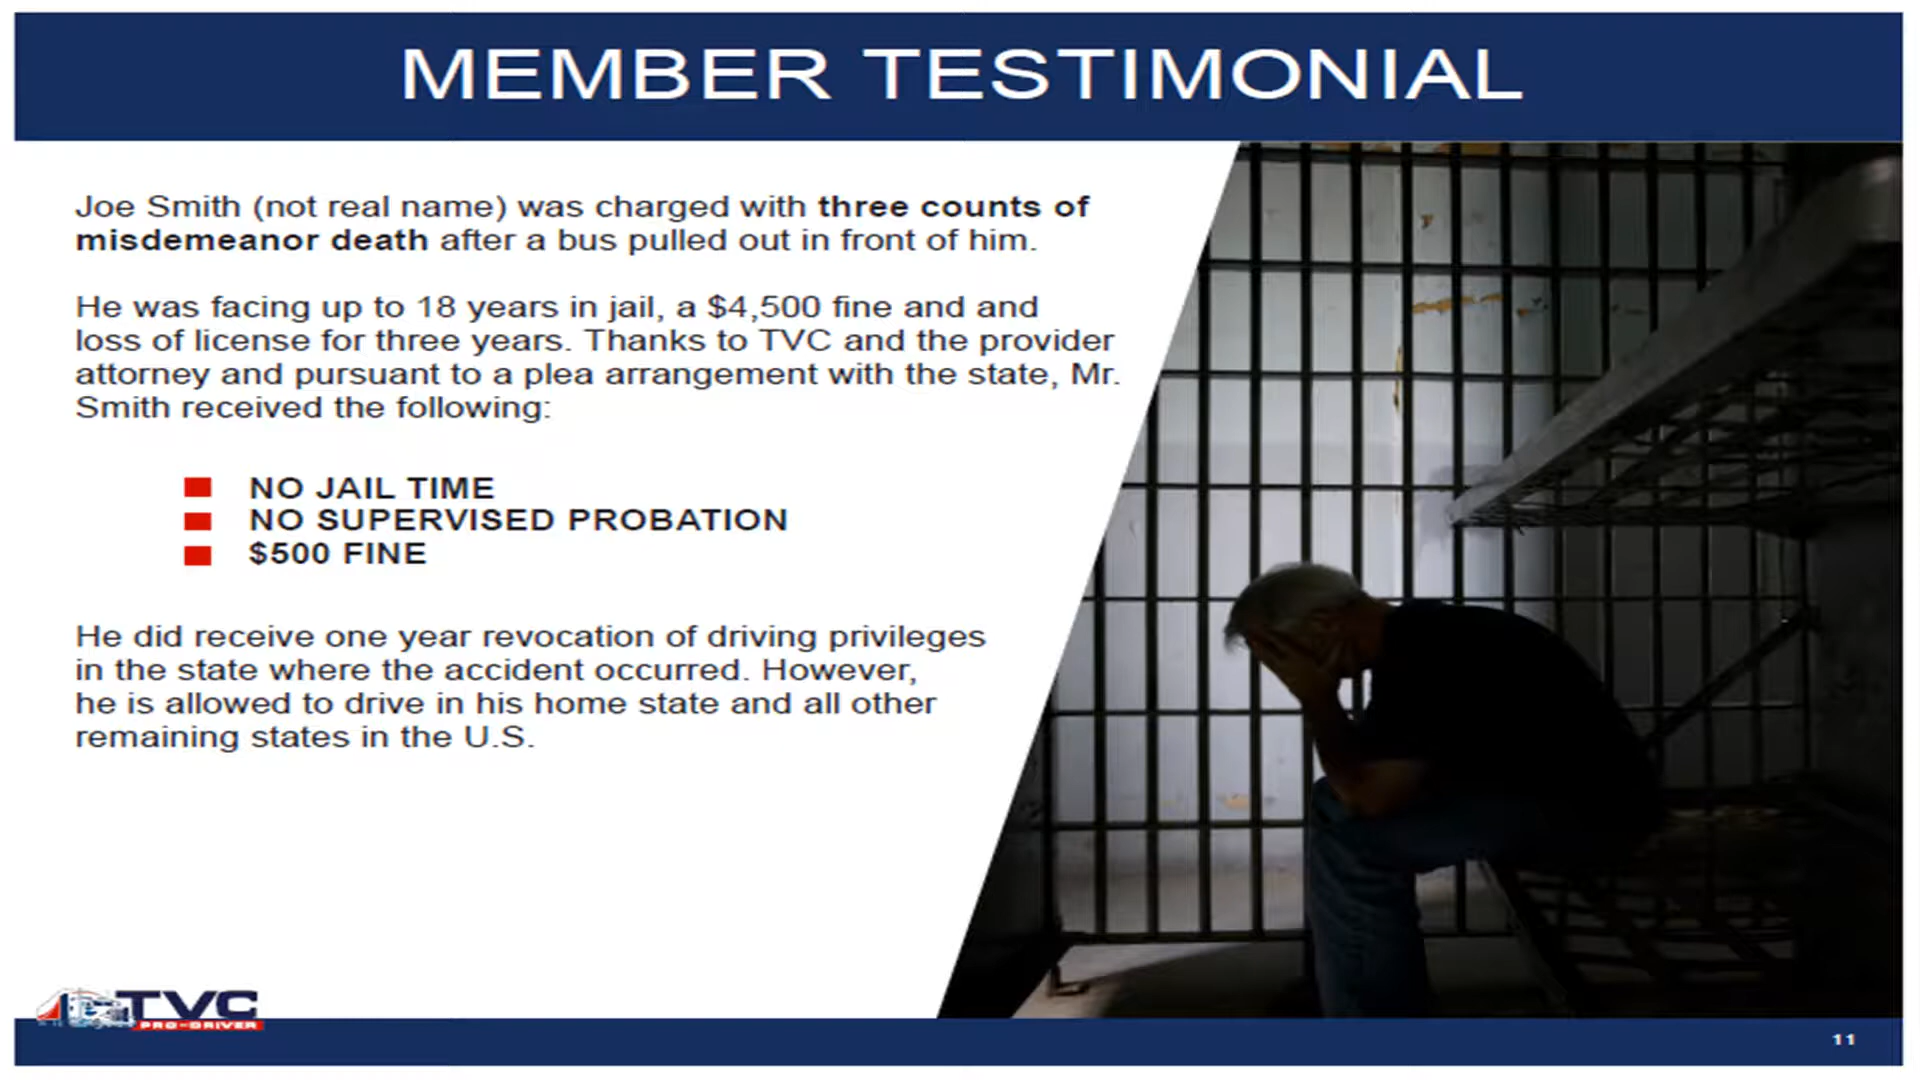 MEMBER TESTIMONIAL
Joe Smith (not real name) was charged with three counts of
misdemeanor death after a bus pulled out in front of him.
He was facing up to 18 years in jail, a $4,500 fine and and
loss of license for three years. Thanks to TVC and the provider
attorney and pursuant to a plea arrangement with the state, Mr.
Smith received the following:
NO JAIL TIME
NO SUPERVISED PROBATION
$500 FINE
He did receive one year revocation of driving privileges
in the state where the accident occurred. However,
he is allowed to drive in his home state and all other
remaining states in the U.S.
TVC
PRO-DRIVER
11